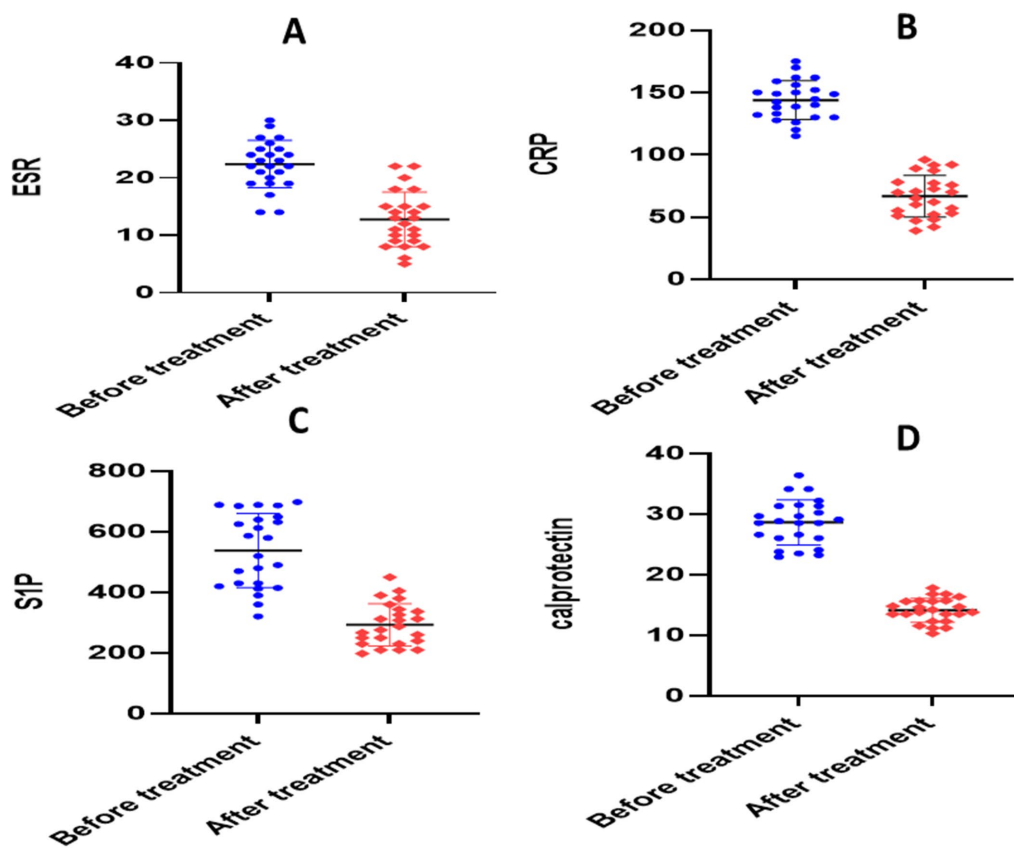 A
ESR
40
30
20
10
0
Before treatment
After treatment
B
CRP
200
150
100
50
0
Before treatment
After treatment
C
S1P
800
600
400
200
0
Before treatment
After treatment
D
calprotectin
40
30
20
10
0
Before treatment
After treatment